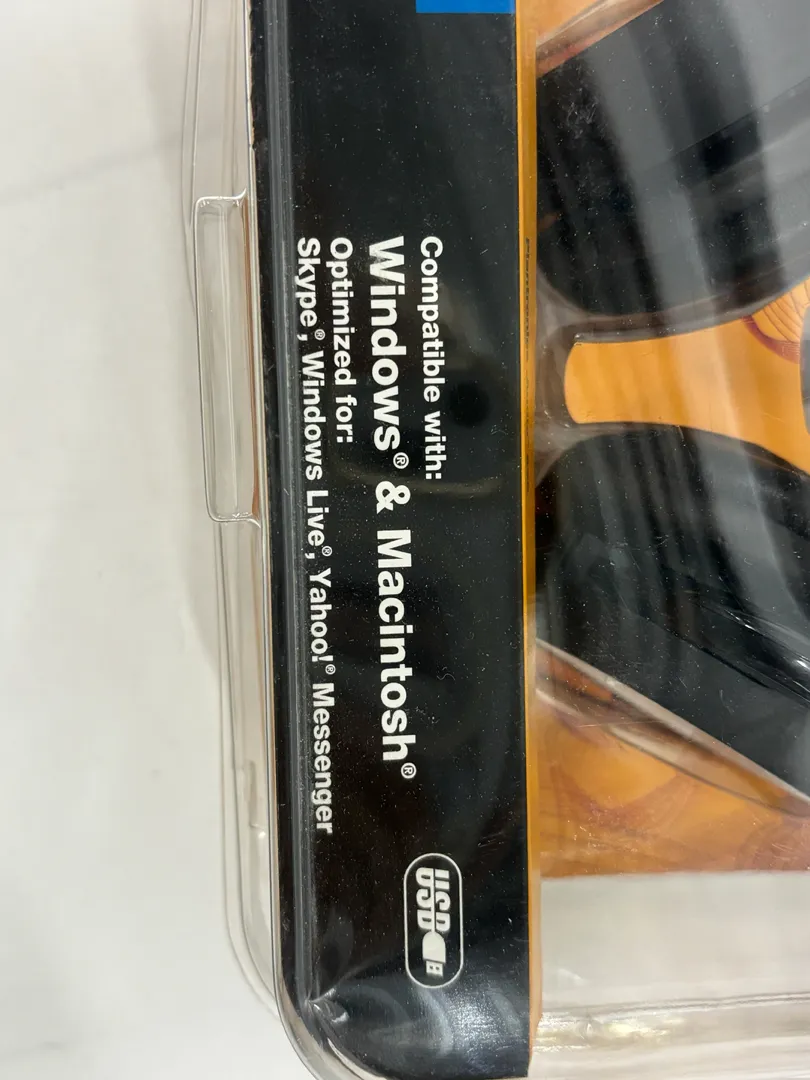 Compatible with:
Windows® & Macintosh®
Optimized for:
Skype®, Windows Live®, Yahoo!® Messenger
USB